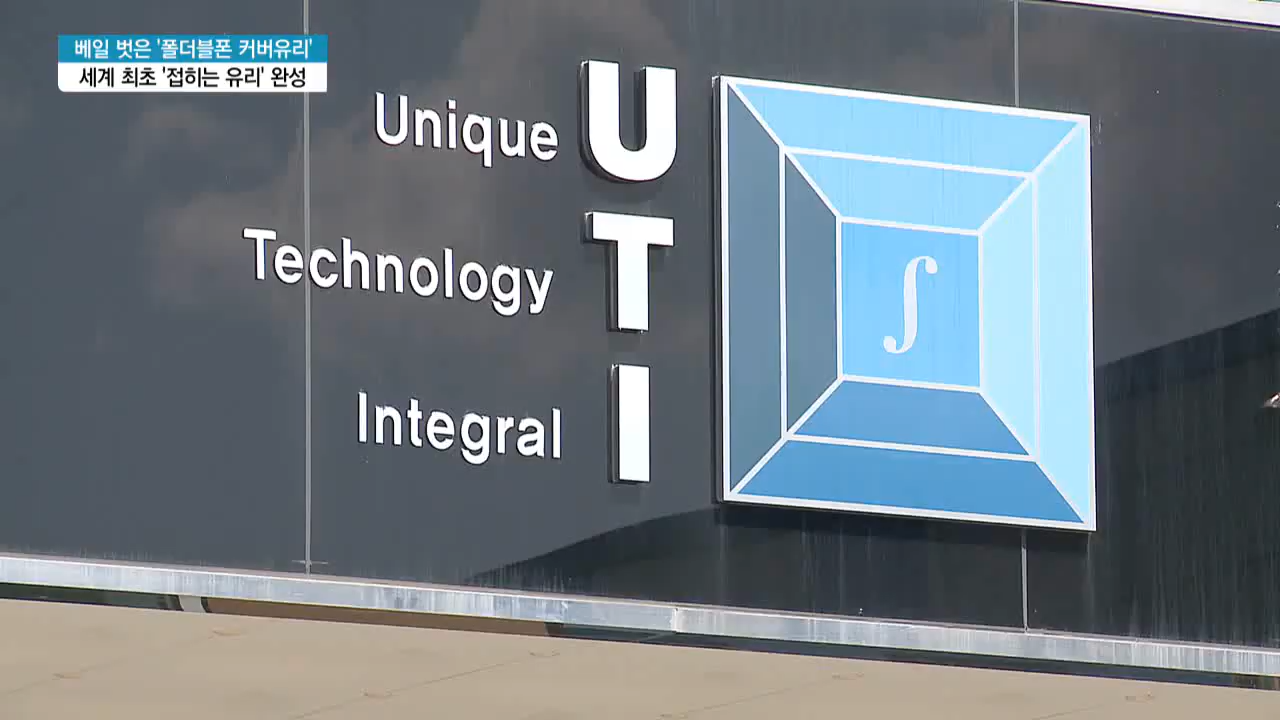 베일 벗은 '폴더블폰 커버유리'
세계 최초 '접히는 유리' 완성
Unique
Technology
Integral
U
T
I
∫